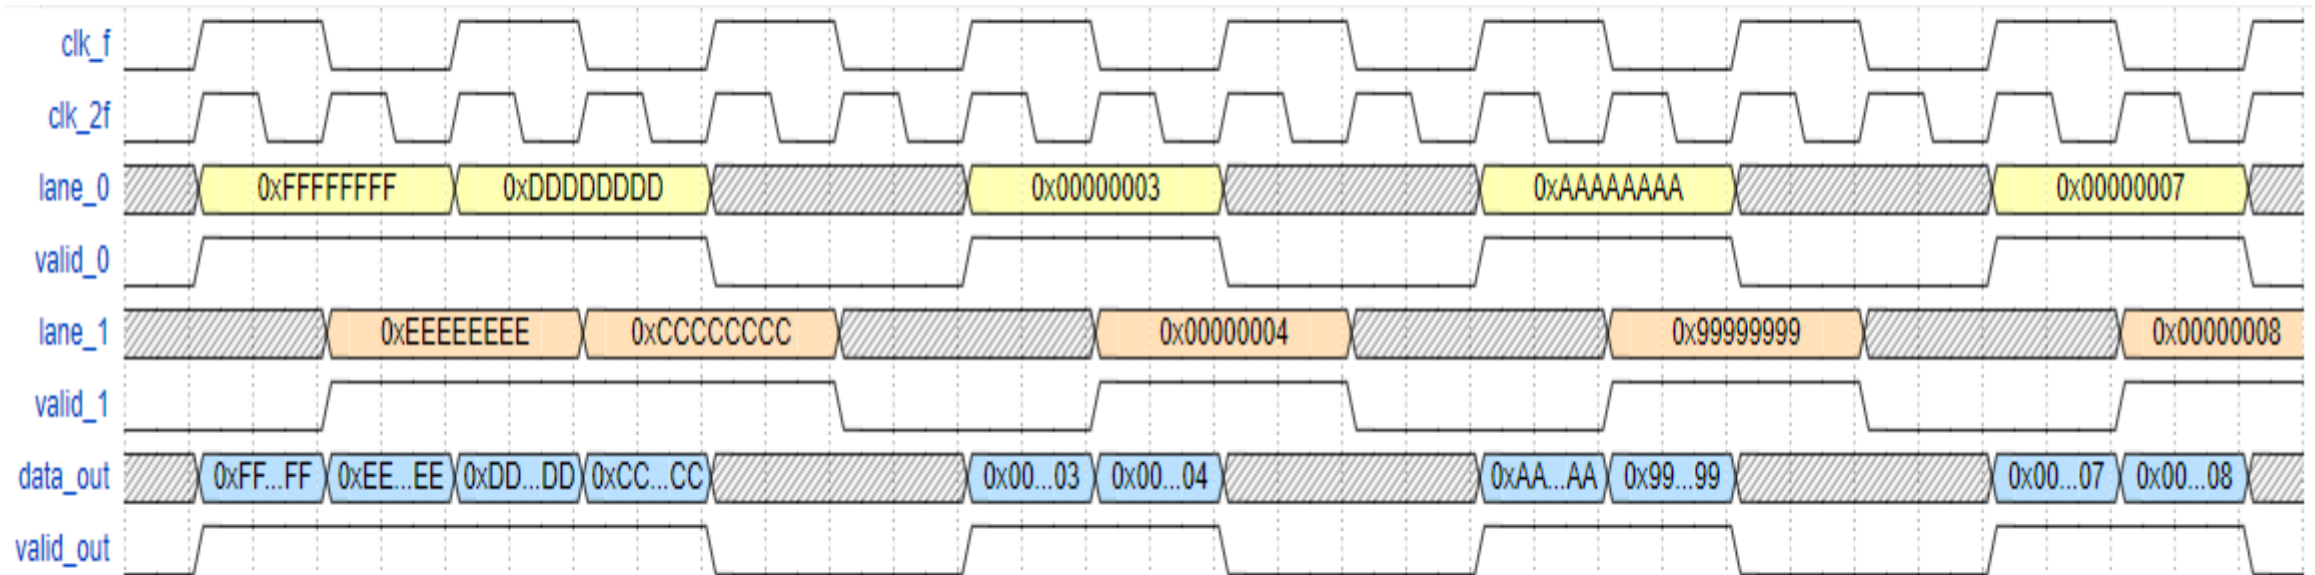 clk_f
clk_2f
lane_0 0xFFFFFFFF 0xDDDDDDDD 0x00000003 0xAAAAAAAA 0x00000007
valid_0
lane_1 0xEEEEEEEE 0xCCCCCCCC 0x00000004 0x99999999 0x00000008
valid_1
data_out 0xFF...FF 0xEE...EE 0xDD...DD 0xCC...CC 0x00...03 0x00...04 0xAA...AA 0x99...99 0x00...07 0x00...08
valid_out